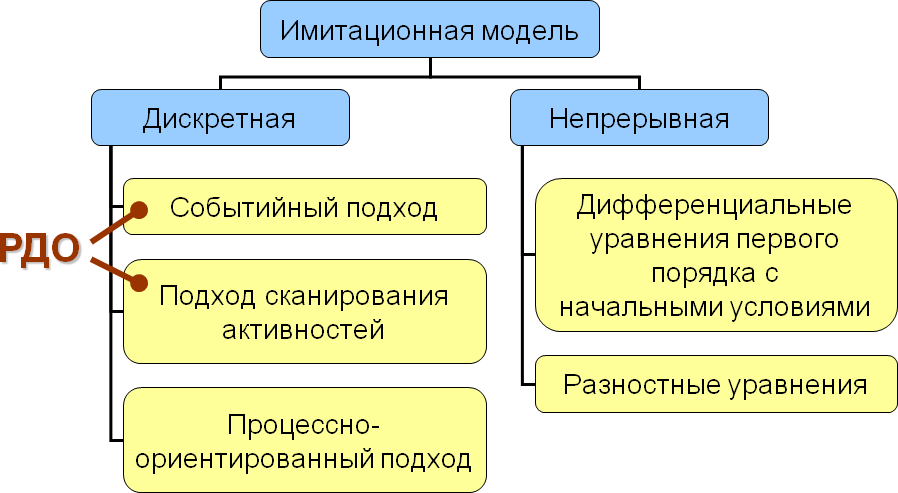 Имитационная модель
Дискретная
Непрерывная
Событийный подход
РДО
Подход сканирования
активностей
Процессно-
ориентированный подход
Дифференциальные
уравнения первого
порядка с
начальными условиями
Разностные уравнения